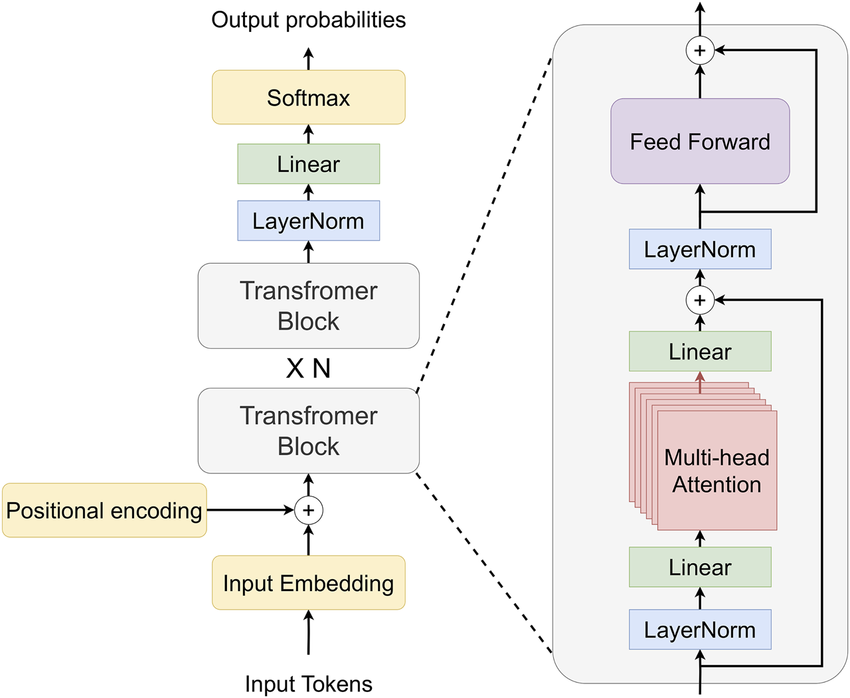 Output probabilities
Softmax
Linear
LayerNorm
Transfromer
Block
X N
Transfromer
Block
Positional encoding
+
Input Embedding
Input Tokens
+
Feed Forward
LayerNorm
+
Linear
Multi-head
Attention
Linear
LayerNorm